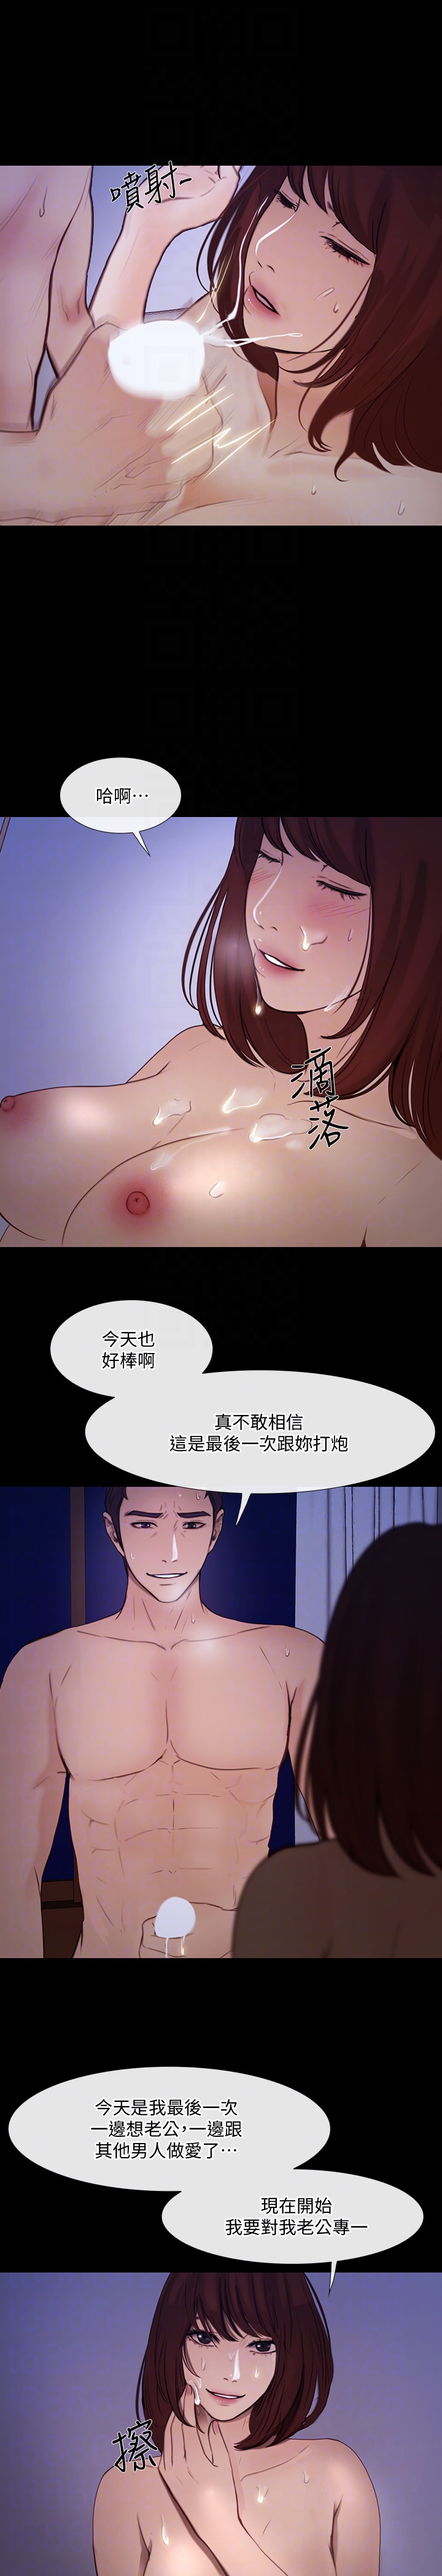 噴射~
哈啊…
滴
落
今天也
好棒啊
真不敢相信
這是最後一次跟妳打炮
今天是我最後一次
一邊想老公,一邊跟
其他男人做愛了…
現在開始
我要對我老公專一
擦